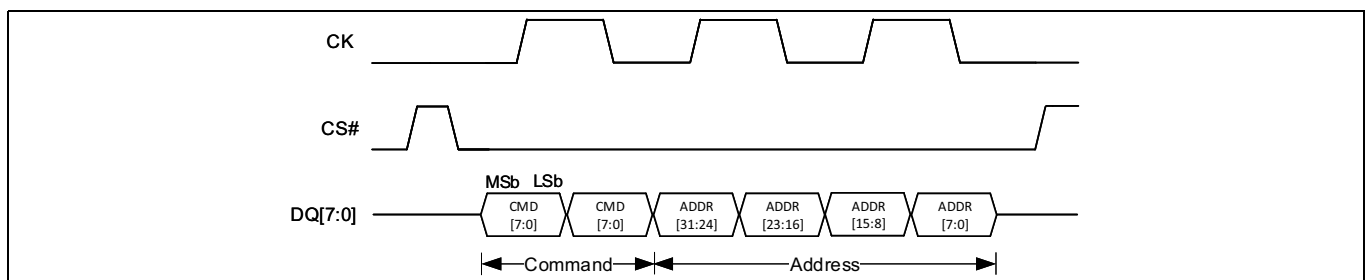 CK
CS#
MSb LSb
DQ[7:0]
CMD CMD ADDR ADDR ADDR ADDR
[7:0] [7:0] [31:24] [23:16] [15:8] [7:0]
Command Address